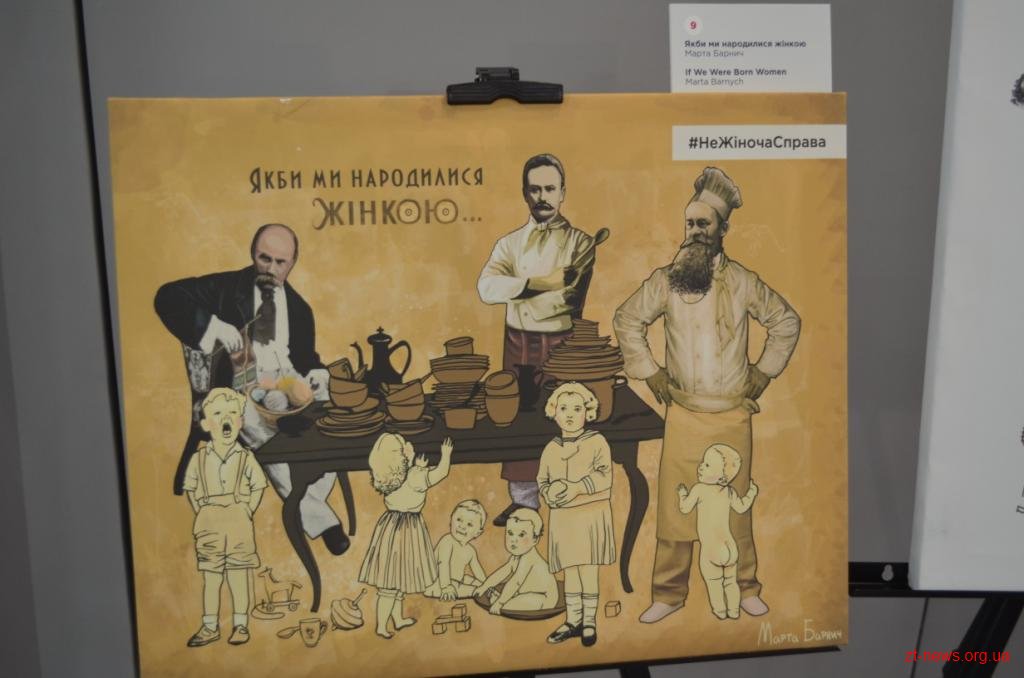 9
Якби ми народилися жінкою
Марта Барнич
If We Were Born Women
Marta Barnych
#НеЖіночаСправа
Якби ми народилися
жінкою...
Марта Барнич
zt-news.org.ua